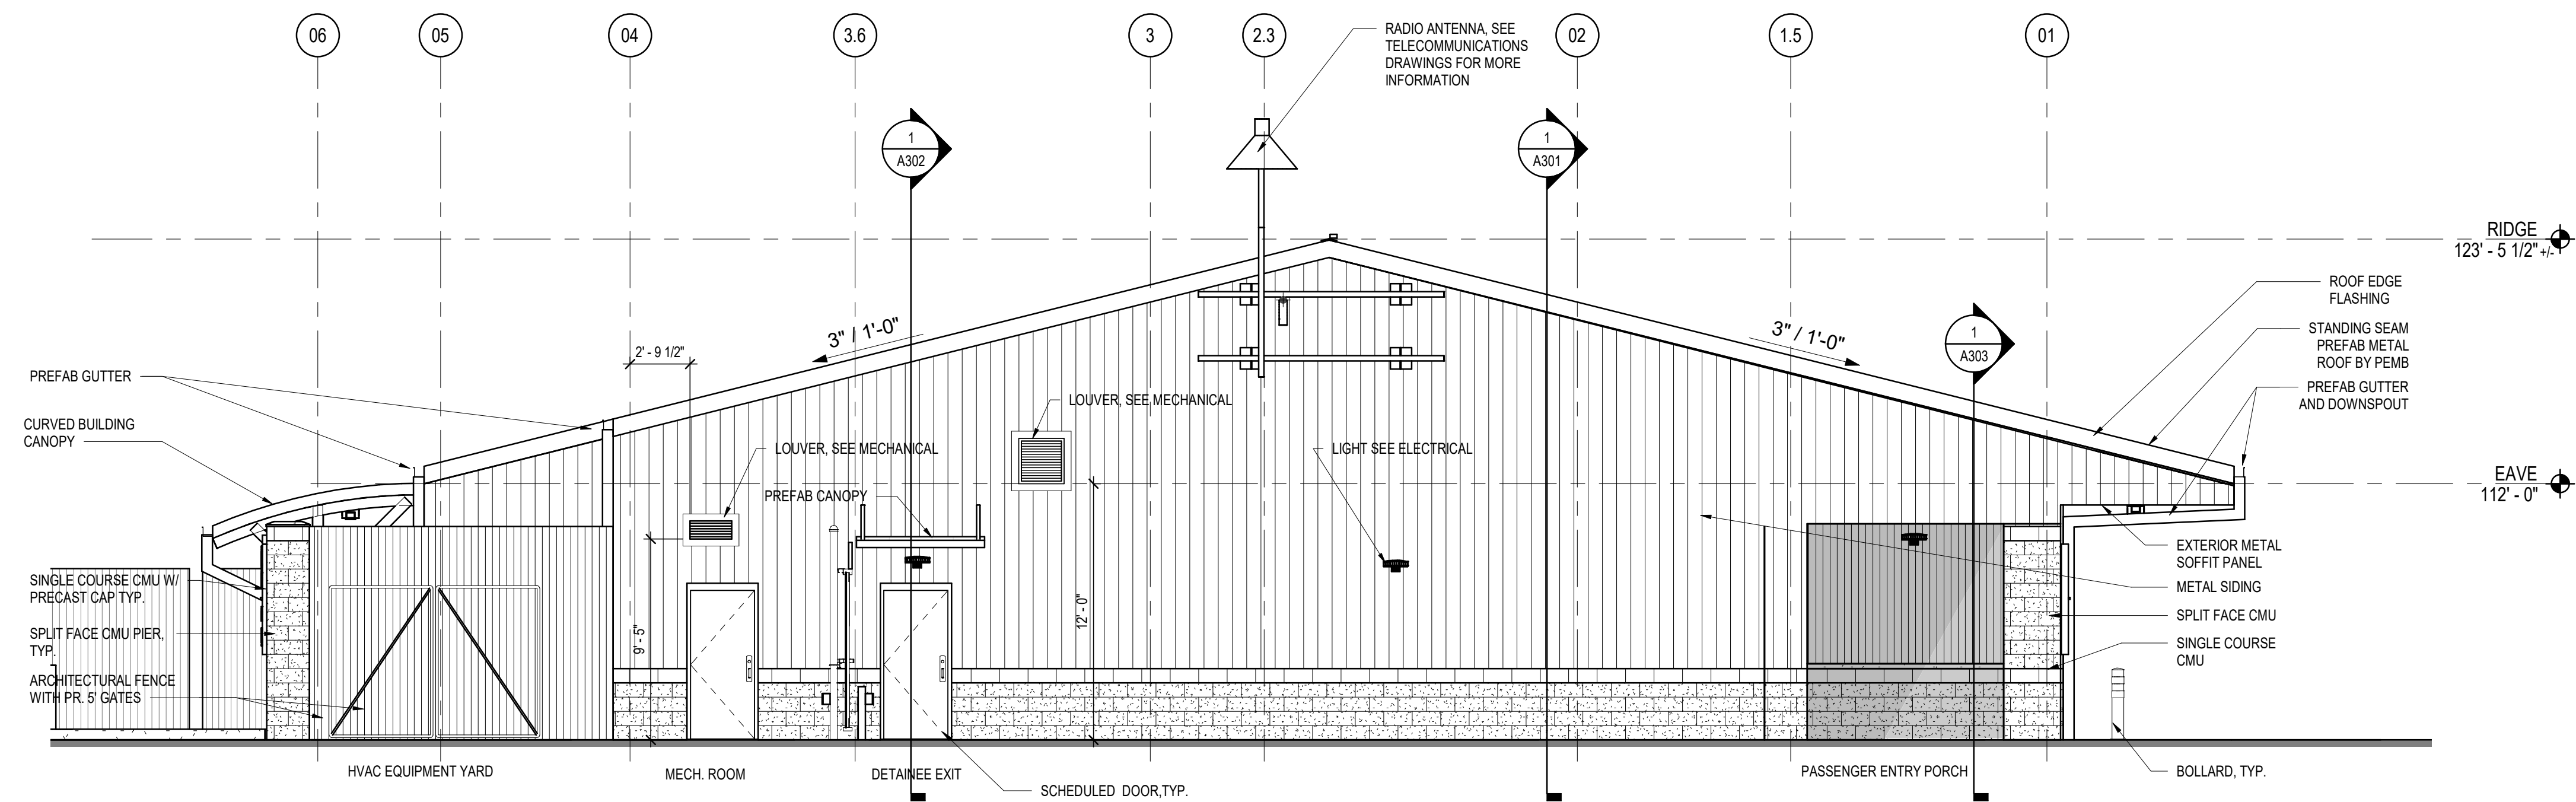 06
05
04
3.6
3
2.3
02
1.5
01
RADIO ANTENNA, SEE
TELECOMMUNICATIONS
DRAWINGS FOR MORE
INFORMATION
1
A302
1
A301
RIDGE
123' - 5 1/2" +/-
ROOF EDGE
FLASHING
3" / 1'-0"
3" / 1'-0"
1
A303
STANDING SEAM
PREFAB METAL
ROOF BY PEMB
2' - 9 1/2"
PREFAB GUTTER
PREFAB GUTTER
AND DOWNSPOUT
LOUVER, SEE MECHANICAL
CURVED BUILDING
CANOPY
LOUVER, SEE MECHANICAL
LIGHT SEE ELECTRICAL
EAVE
112' - 0"
PREFAB CANOPY
EXTERIOR METAL
SOFFIT PANEL
SINGLE COURSE CMU W/
PRECAST CAP TYP.
METAL SIDING
12' - 0"
SPLIT FACE CMU
SPLIT FACE CMU PIER,
TYP.
9' - 5"
SINGLE COURSE
CMU
ARCHITECTURAL FENCE
WITH PR. 5' GATES
HVAC EQUIPMENT YARD
MECH. ROOM
DETAINEE EXIT
PASSENGER ENTRY PORCH
BOLLARD, TYP.
SCHEDULED DOOR,TYP.